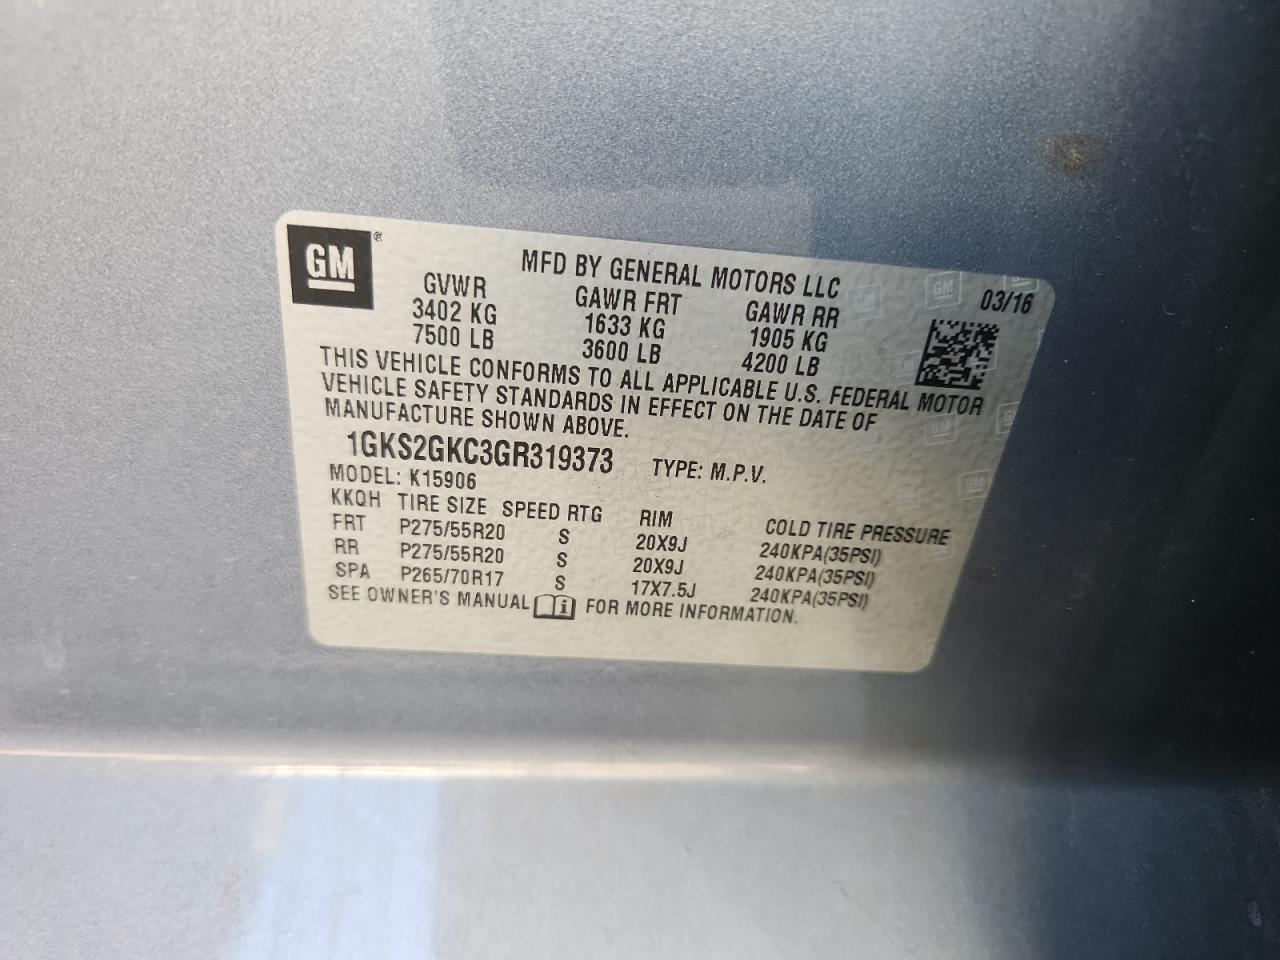 GM®
MFD BY GENERAL MOTORS LLC
03/16
GVWR GAWR FRT GAWR RR
3402 KG 1633 KG 1905 KG
7500 LB 3600 LB 4200 LB
THIS VEHICLE CONFORMS TO ALL APPLICABLE U.S. FEDERAL MOTOR
VEHICLE SAFETY STANDARDS IN EFFECT ON THE DATE OF
MANUFACTURE SHOWN ABOVE.
1GKS2GKC3GR319373 TYPE: M.P.V.
MODEL: K15906
KKQH TIRE SIZE SPEED RTG RIM COLD TIRE PRESSURE
FRT P275/55R20 S 20X9J 240KPA(35PSI)
RR P275/55R20 S 20X9J 240KPA(35PSI)
SPA P265/70R17 S 17X7.5J 240KPA(35PSI)
SEE OWNER'S MANUAL i FOR MORE INFORMATION.